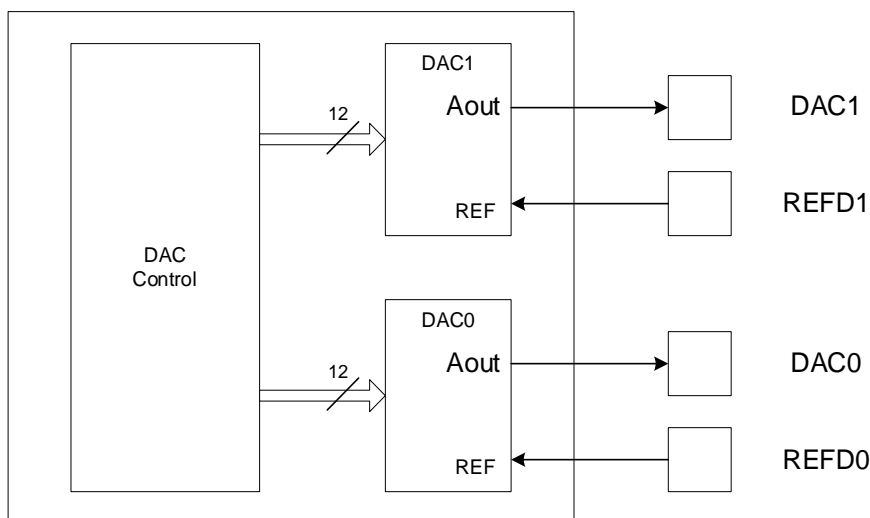 DAC1
12
Aout
DAC1
REF
REFD1
DAC
Control
DAC0
12
Aout
DAC0
REF
REFD0